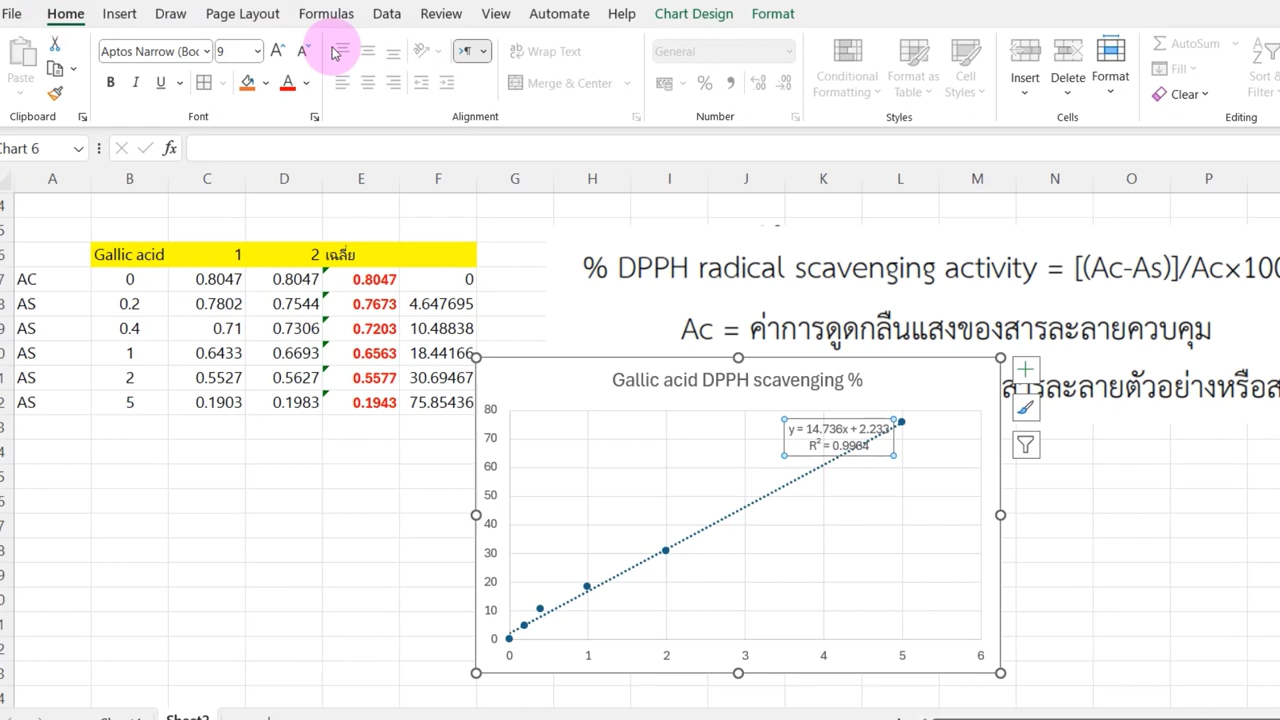 File Home Insert Draw Page Layout Formulas Data Review View Automate Help Chart Design Format
Aptos Narrow (Boc 9 Wrap Text General AutoSum
Paste B I U A Merge & Center % Conditional Formatting Format as Table Cell Styles Insert Delete Format Fill Sort Filter
Clear
Clipboard Font Alignment Number Styles Cells Editing
Chart 6 fx
A B C D E F G H I J K L M N O P
Gallic acid 1 2 เฉลี่ย
AC 0 0.8047 0.8047 0.8047 0
AS 0.2 0.7802 0.7544 0.7673 4.647695
AS 0.4 0.71 0.7306 0.7203 10.48838
AS 1 0.6433 0.6693 0.6563 18.44166
AS 2 0.5527 0.5627 0.5577 30.69467
AS 5 0.1903 0.1983 0.1943 75.85436
% DPPH radical scavenging activity = [(Ac-As)]/Ac×100
Ac = ค่าการดูดกลืนแสงของสารละลายควบคุม
สารละลายตัวอย่างหรือส
Gallic acid DPPH scavenging %
y = 14.736x + 2.233
R² = 0.9964
80
70
60
50
40
30
20
10
0
0 1 2 3 4 5 6
Sheet2